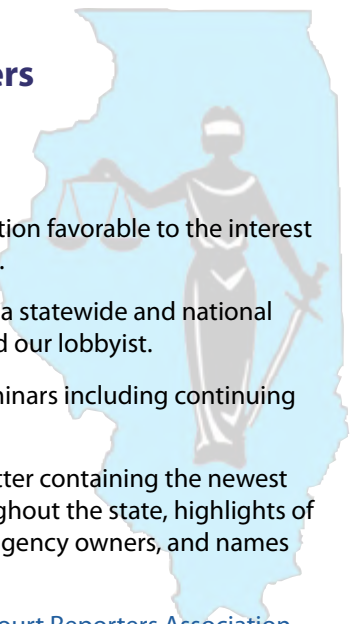 ers
tion favorable to the interest
.
a statewide and national
d our lobbyist.
minars including continuing
tter containing the newest
ghout the state, highlights of
gency owners, and names
ourt Reporters Association